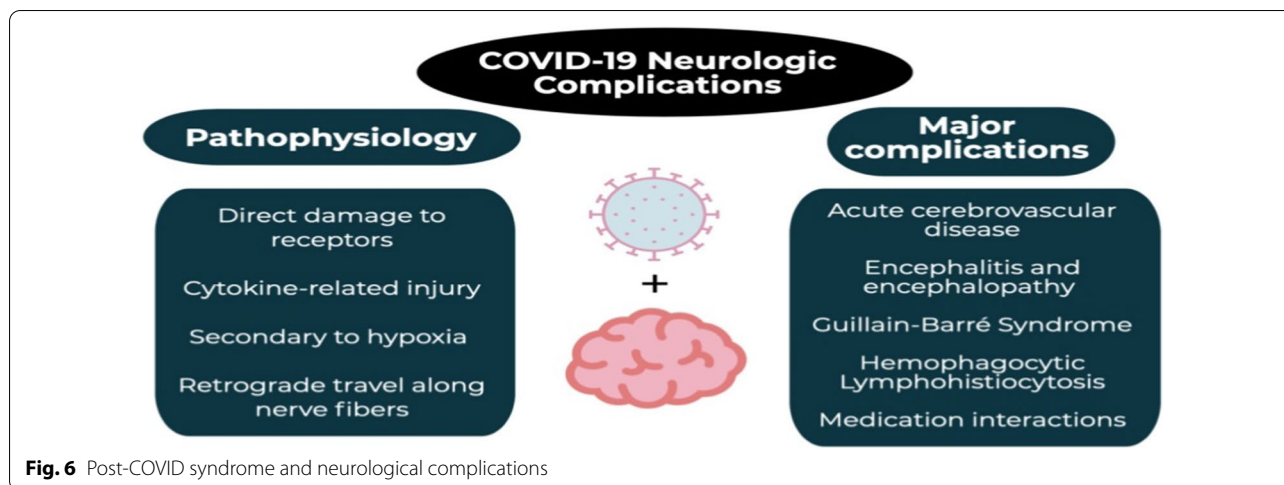 COVID-19 Neurologic
Complications
Pathophysiology
Direct damage to
receptors
Cytokine-related injury
Secondary to hypoxia
Retrograde travel along
nerve fibers
+
Major
complications
Acute cerebrovascular
disease
Encephalitis and
encephalopathy
Guillain-Barré Syndrome
Hemophagocytic
Lymphohistiocytosis
Medication interactions
Fig. 6 Post-COVID syndrome and neurological complications